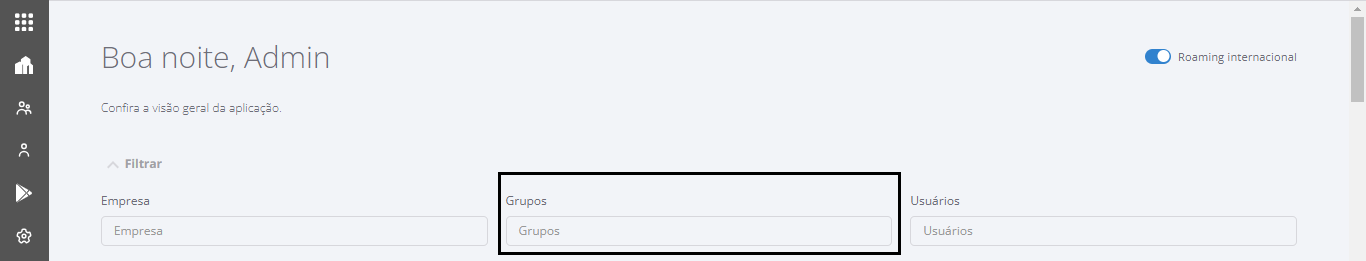 Boa noite, Admin
Roaming internacional
Confira a visão geral da aplicação.
Filtrar
Empresa
Grupos
Usuários
Empresa
Grupos
Usuários